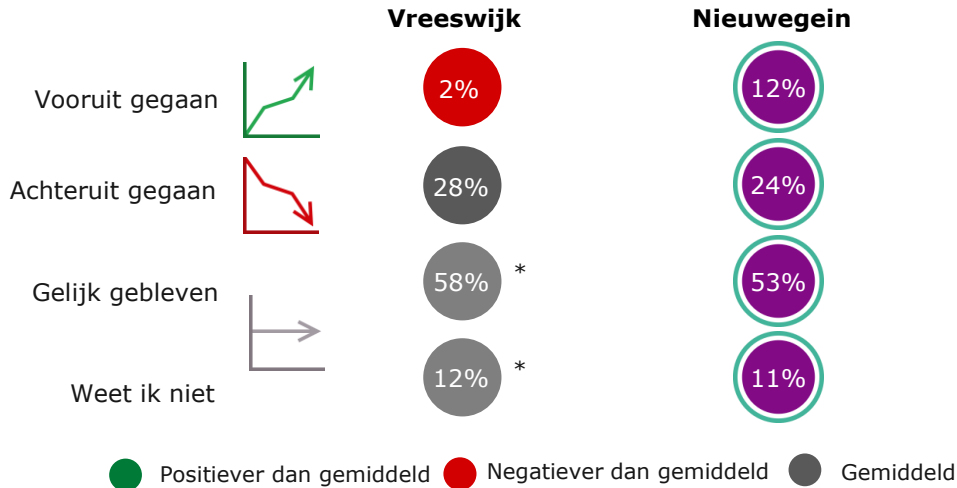 Vreeswijk Nieuwegein
Vooruit gegaan 2% 12%
Achteruit gegaan 28% 24%
Gelijk gebleven 58% * 53%
Weet ik niet 12% * 11%
Positiever dan gemiddeld Negatiever dan gemiddeld Gemiddeld